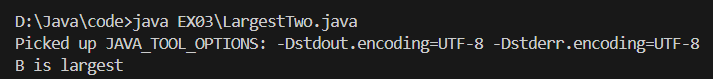 D:\Java\code>java EX03\LargestTwo.java
Picked up JAVA_TOOL_OPTIONS: -Dstdout.encoding=UTF-8 -Dstderr.encoding=UTF-8
B is largest